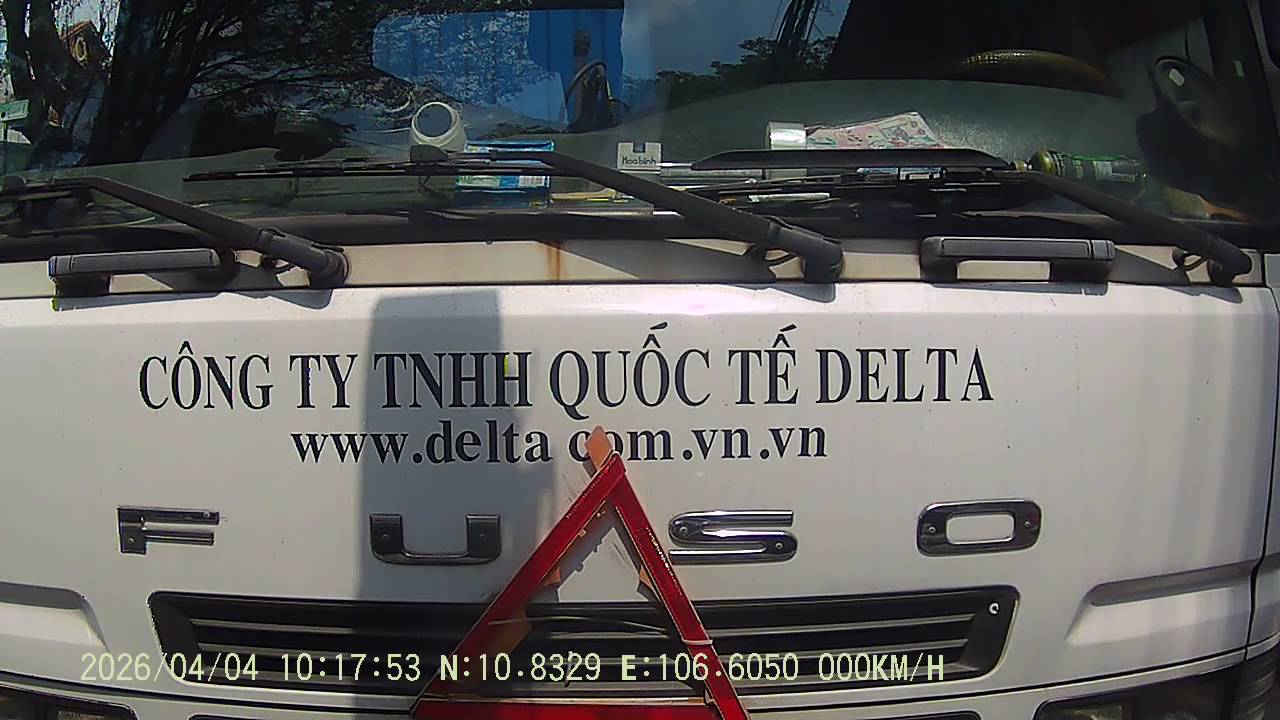 Hoabinh
CÔNG TY TNHH QUỐC TẾ DELTA
www.delta com.vn.vn
FUSO
2026/04/04 10:17:53 N:10.8329 E:106.6050 000KM/H